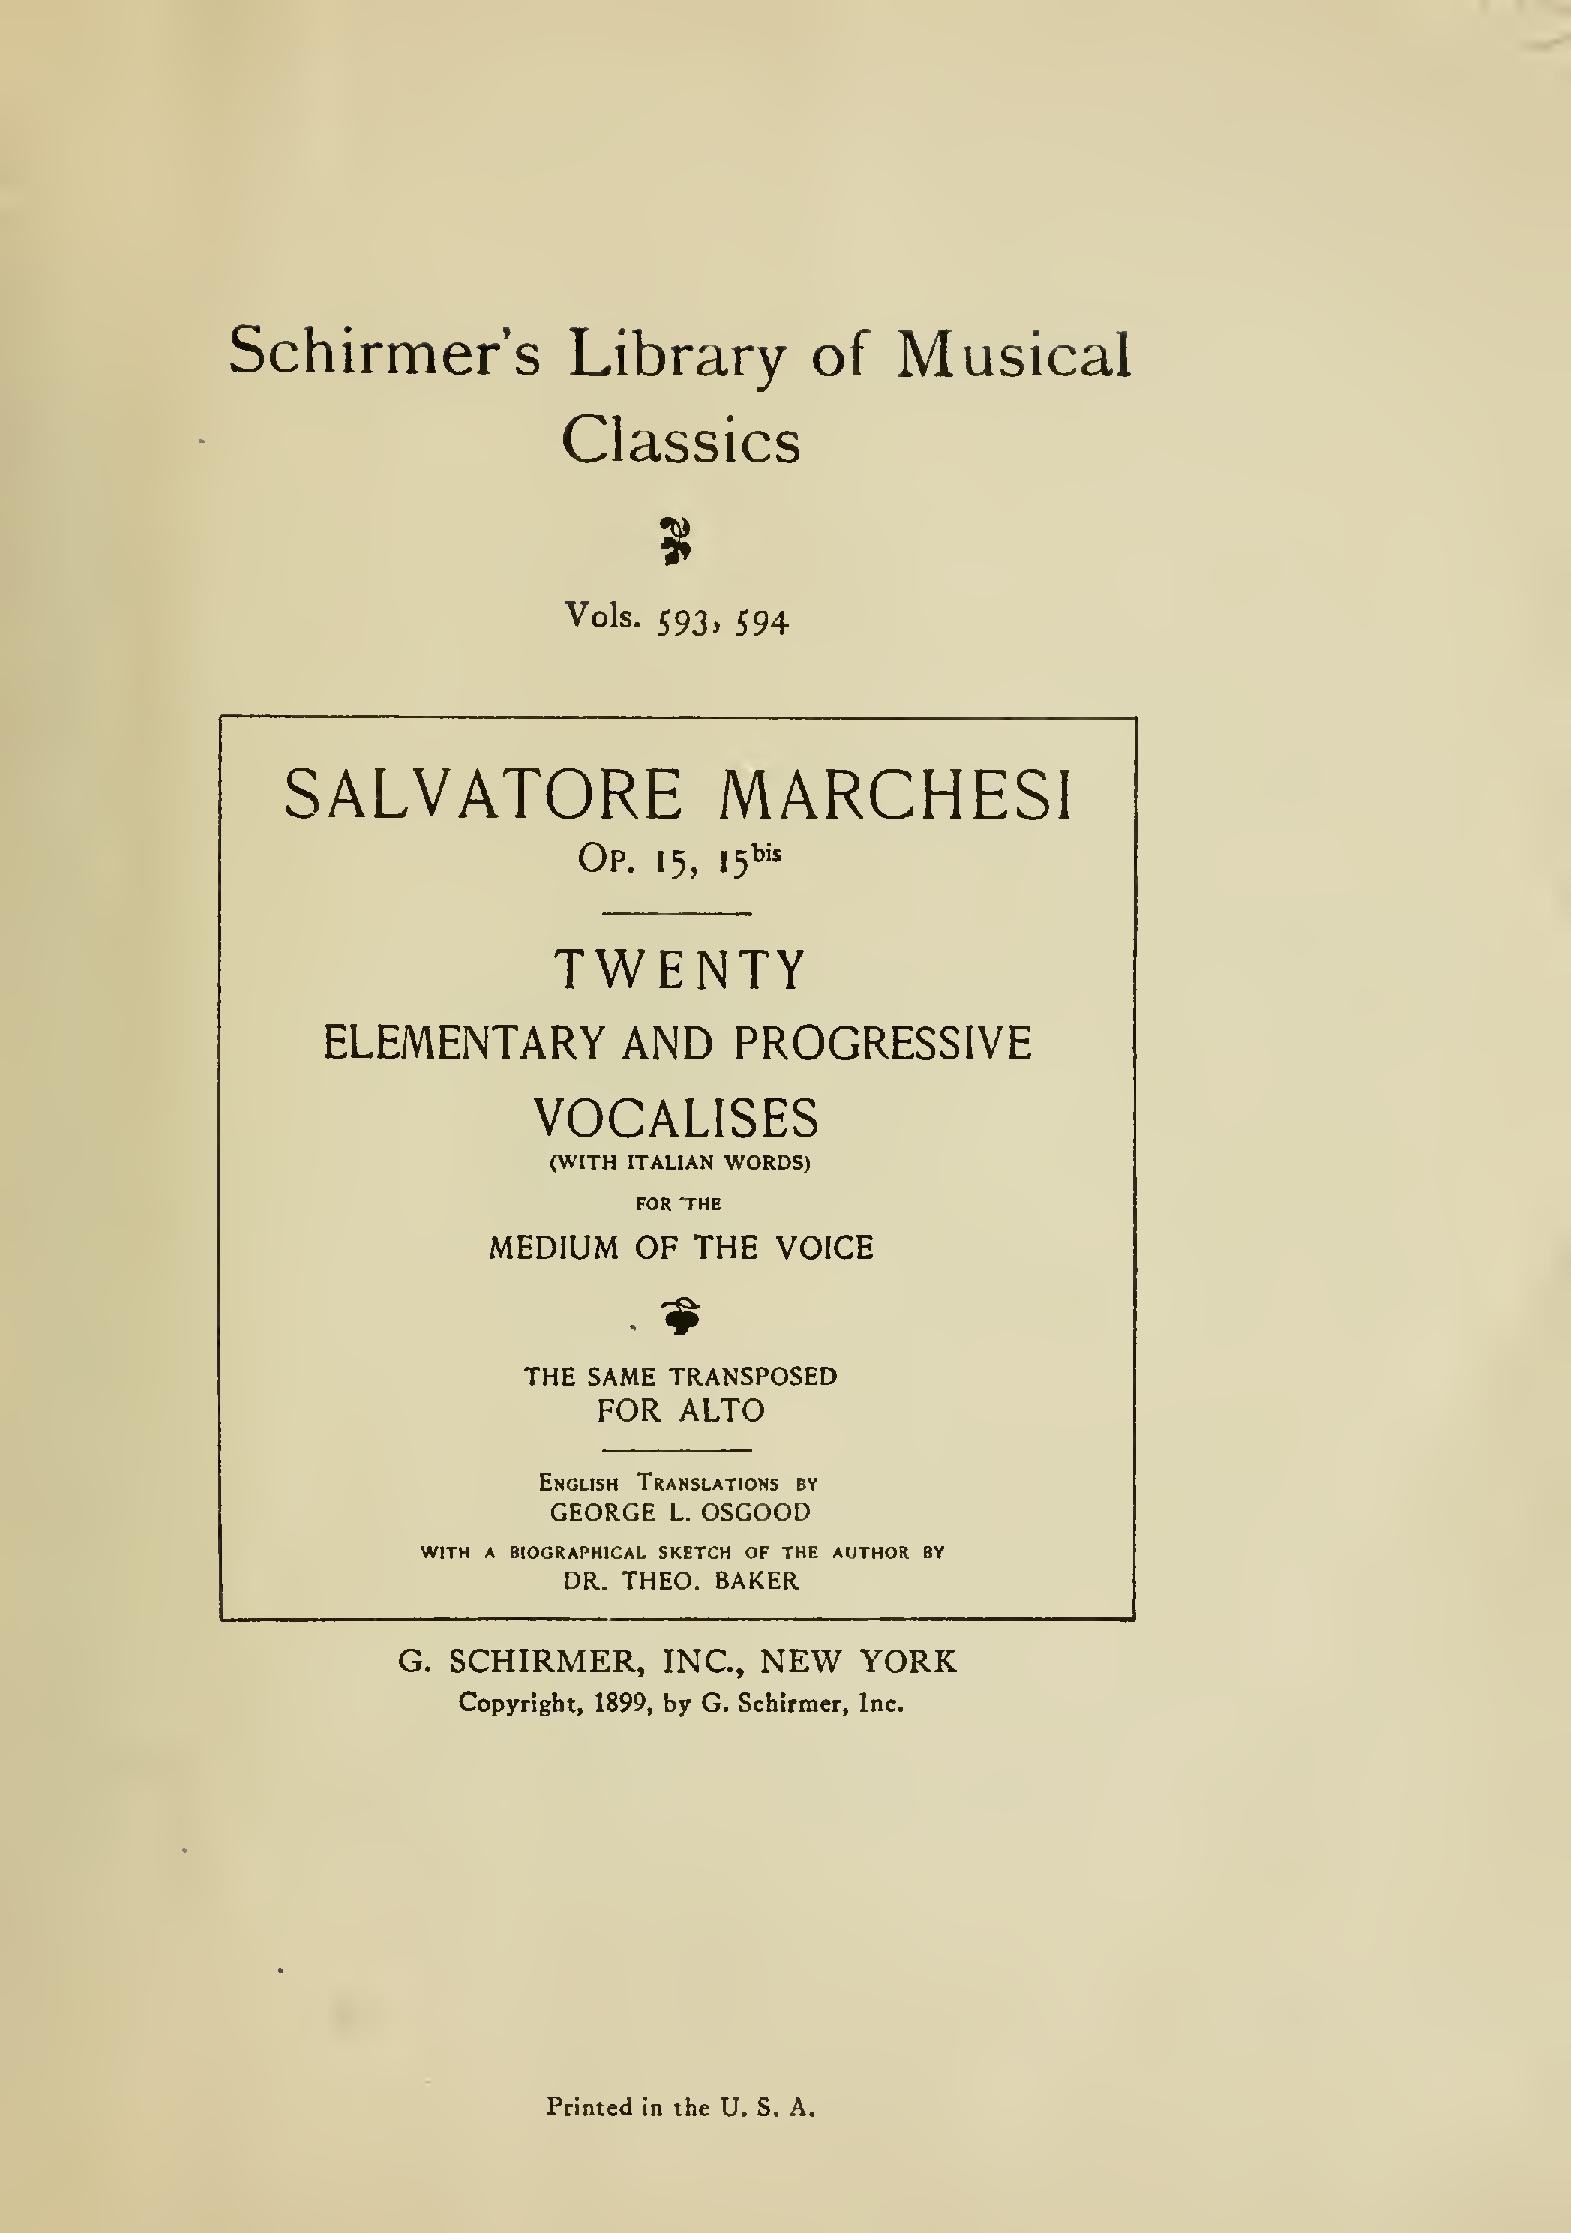 Schirmer's Library of Musical
Classics
Vols. 593, 594
SALVATORE MARCHESI
OP. 15, 15bis
TWENTY
ELEMENTARY AND PROGRESSIVE
VOCALISES
(WITH ITALIAN WORDS)
FOR THE
MEDIUM OF THE VOICE
THE SAME TRANSPOSED
FOR ALTO
ENGLISH TRANSLATIONS BY
GEORGE L. OSGOOD
WITH A BIOGRAPHICAL SKETCH OF THE AUTHOR BY
DR. THEO. BAKER
G. SCHIRMER, INC., NEW YORK
Copyright, 1899, by G. Schirmer, Inc.
Printed in the U. S. A.